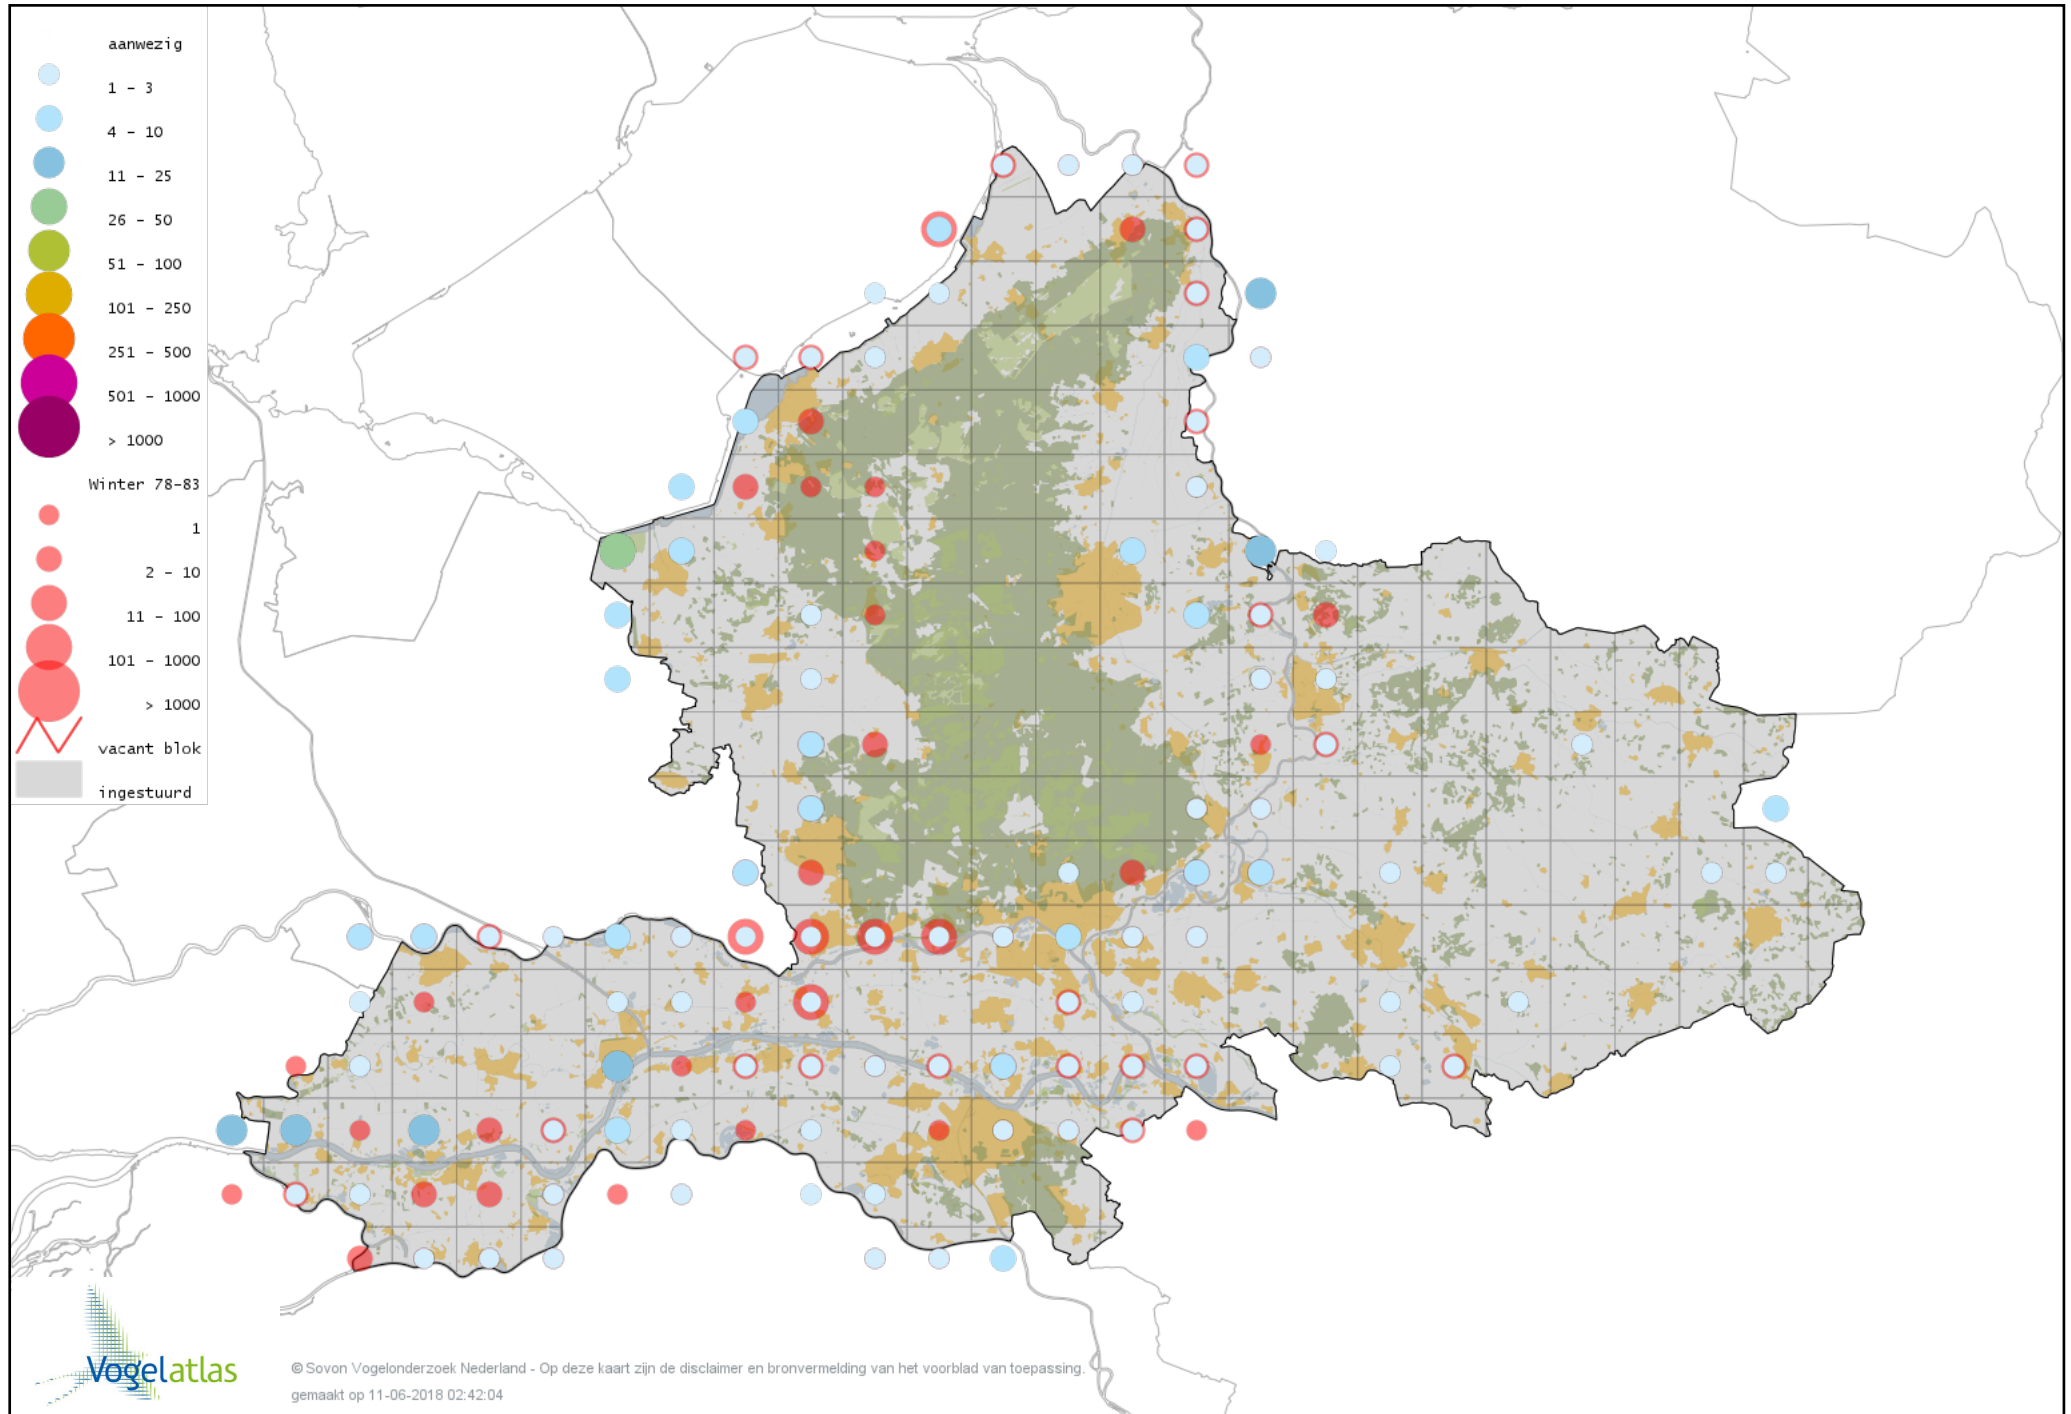 aanwezig
1 - 3
4 - 10
11 - 25
26 - 50
51 - 100
101 - 250
251 - 500
501 - 1000
> 1000
Winter 78-83
1
2 - 10
11 - 100
101 - 1000
> 1000
vacant blok
ingestuurd
Vogelatlas
© Sovon Vogelonderzoek Nederland - Op deze kaart zijn de disclaimer en bronvermelding van het voorblad van toepassing.
gemaakt op 11-06-2018 02:42:04